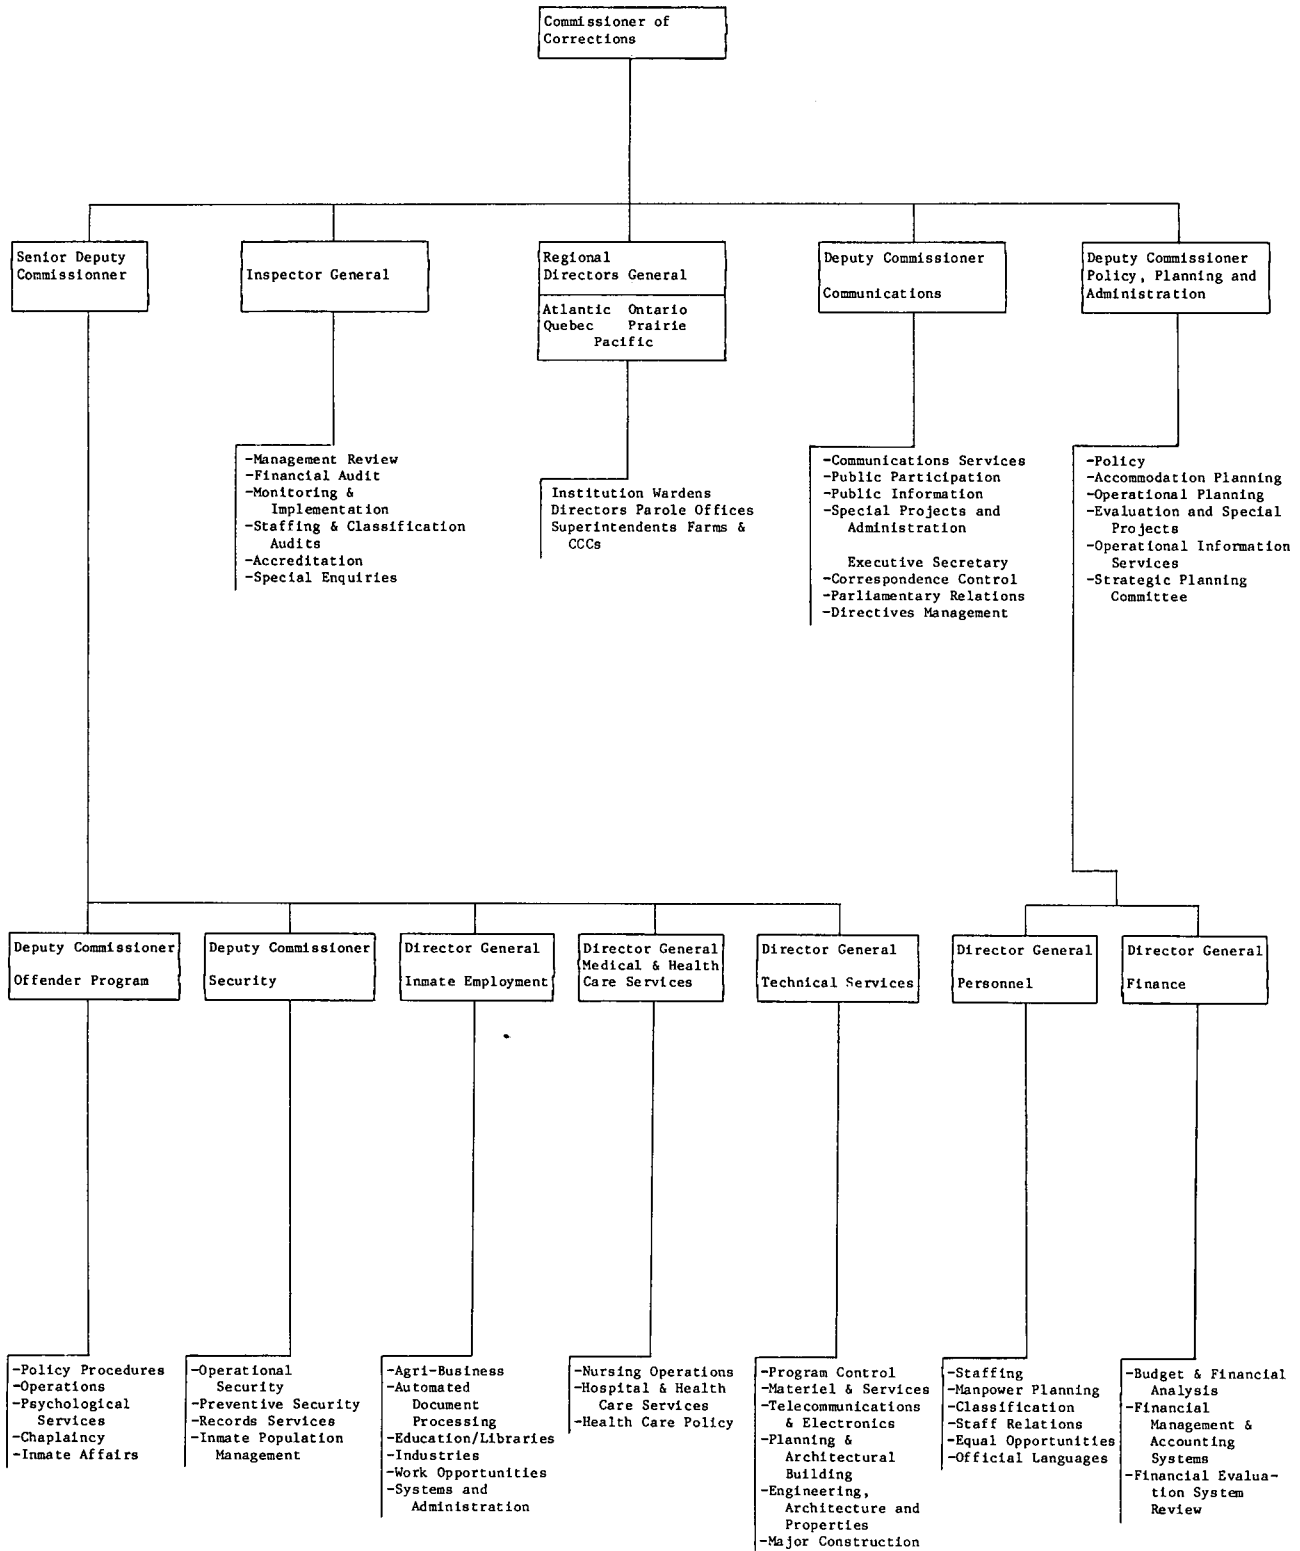 Commissioner of
Corrections
Senior Deputy
Commissionner
Inspector General
Regional
Directors General
Atlantic Ontario
Quebec Prairie
Pacific
Deputy Commissioner
Communications
Deputy Commissioner
Policy, Planning and
Administration
-Management Review
-Financial Audit
-Monitoring &
Implementation
-Staffing & Classification
Audits
-Accreditation
-Special Enquiries
Institution Wardens
Directors Parole Offices
Superintendents Farms &
CCCs
-Communications Services
-Public Participation
-Public Information
-Special Projects and
Administration
Executive Secretary
-Correspondence Control
-Parliamentary Relations
-Directives Management
-Policy
-Accommodation Planning
-Operational Planning
-Evaluation and Special
Projects
-Operational Information
Services
-Strategic Planning
Committee
Deputy Commissioner
Offender Program
Deputy Commissioner
Security
Director General
Inmate Employment
Director General
Medical & Health
Care Services
Director General
Technical Services
Director General
Personnel
Director General
Finance
-Policy Procedures
-Operations
-Psychological
Services
-Chaplaincy
-Inmate Affairs
-Operational
Security
-Preventive Security
-Records Services
-Inmate Population
Management
-Agri-Business
-Automated
Document
Processing
-Education/Libraries
-Industries
-Work Opportunities
-Systems and
Administration
-Nursing Operations
-Hospital & Health
Care Services
-Health Care Policy
-Program Control
-Materiel & Services
-Telecommunications
& Electronics
-Planning &
Architectural
Building
-Engineering,
Architecture and
Properties
-Major Construction
-Staffing
-Manpower Planning
-Classification
-Staff Relations
-Equal Opportunities
-Official Languages
-Budget & Financial
Analysis
-Financial
Management &
Accounting
Systems
-Financial Evalua-
tion System
Review